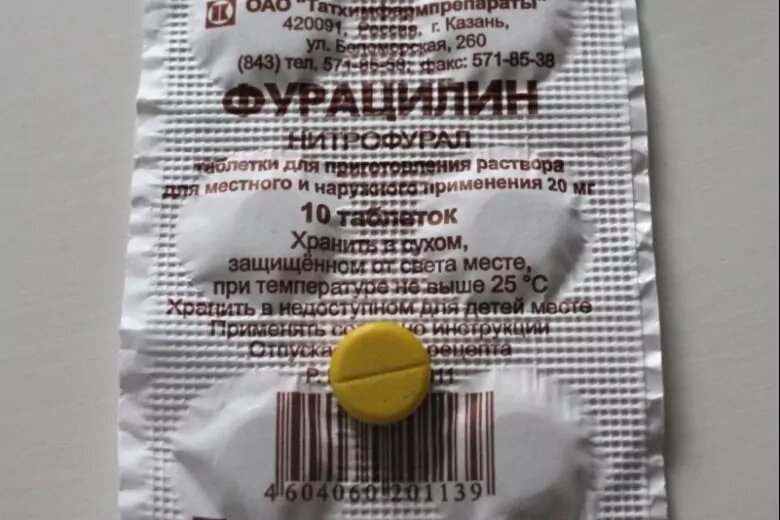 ОАО "Татхимфармпрепараты"
420091, Россия, г. Казань,
ул. Беломорская, 260
(843) тел. 571-85-58; факс: 571-85-38
ФУРАЦИЛИН
НИТРОФУРАЛ
таблетки для приготовления раствора
для местного и наружного применения 20 мг
10 таблеток
Хранить в сухом,
защищённом от света месте,
при температуре не выше 25 °С
Хранить в недоступном для детей месте
Применять инструкции
4 604060 201139